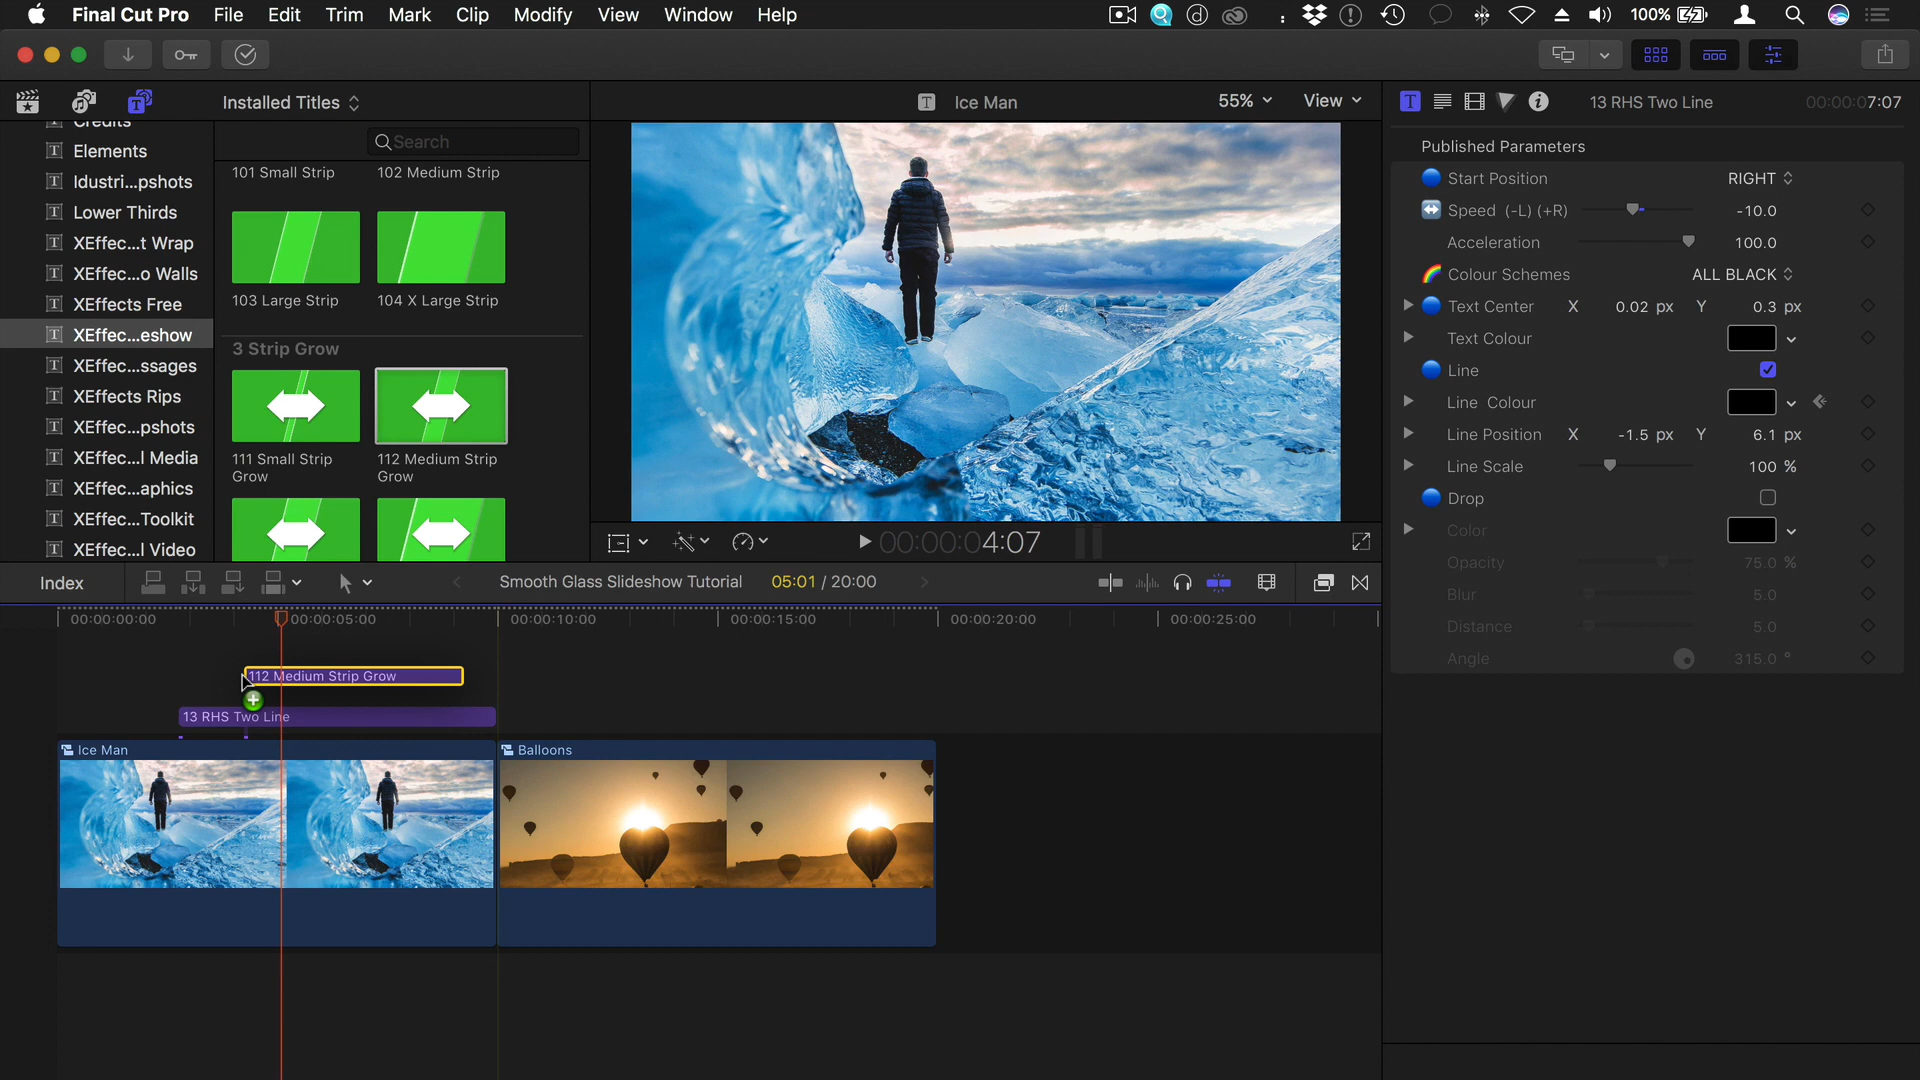 Final Cut Pro File Edit Trim Mark Clip Modify View Window Help 100%
Installed Titles
Ice Man 55% View
13 RHS Two Line 00:00:07:07
Search
Credits
Elements
Idustri...pshots
Lower Thirds
XEffec...t Wrap
XEffec...o Walls
XEffects Free
XEffec...eshow
XEffec...ssages
XEffects Rips
XEffec...pshots
XEffec...l Media
XEffec...aphics
XEffec...Toolkit
XEffec...l Video
101 Small Strip 102 Medium Strip
103 Large Strip 104 X Large Strip
3 Strip Grow
111 Small Strip Grow
112 Medium Strip Grow
00:00:04:07
Published Parameters
Start Position RIGHT
Speed (-L) (+R) -10.0
Acceleration 100.0
Colour Schemes ALL BLACK
Text Center X 0.02 px Y 0.3 px
Text Colour
Line
Line Colour
Line Position X -1.5 px Y 6.1 px
Line Scale 100 %
Drop
Color
Opacity 75.0 %
Blur 5.0
Distance 5.0
Angle 315.0 °
Index Smooth Glass Slideshow Tutorial 05:01 / 20:00
00:00:00:00 00:00:05:00 00:00:10:00 00:00:15:00 00:00:20:00 00:00:25:00
112 Medium Strip Grow
13 RHS Two Line
Ice Man Balloons